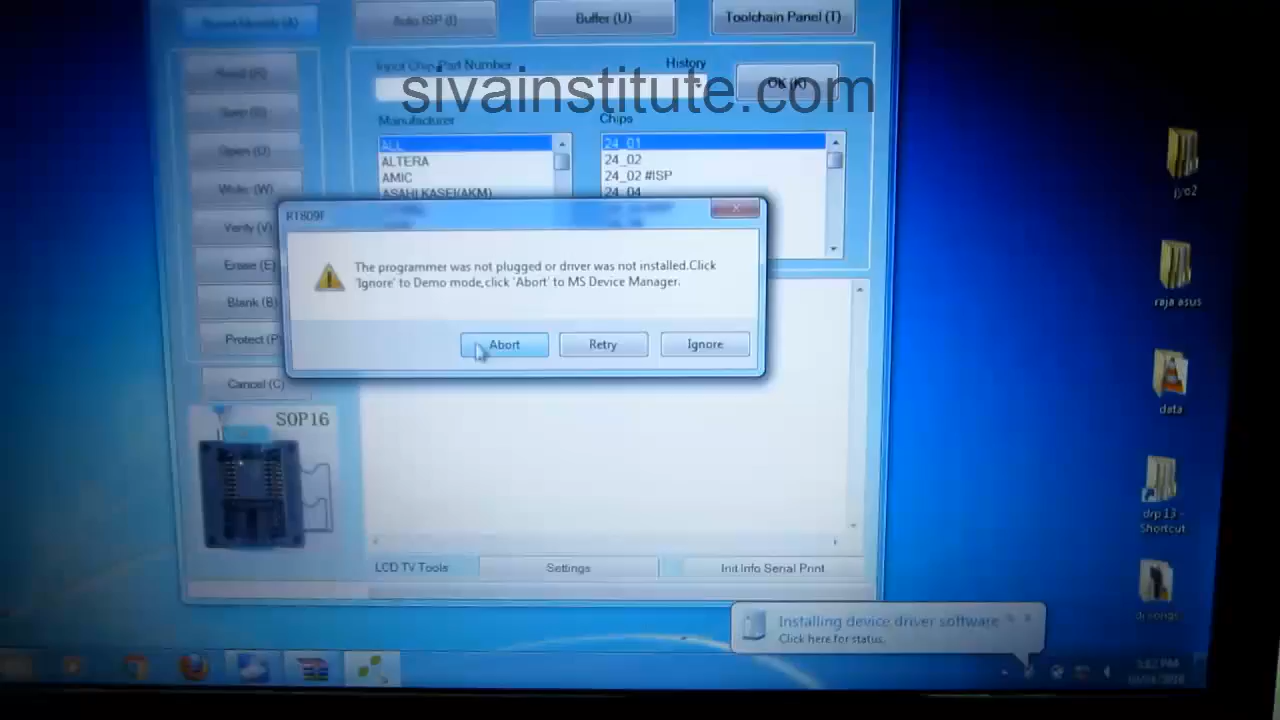 Smart Identify (A)
Auto ISP (I)
Buffer (U)
Toolchain Panel (T)
Input Chip Part Number
History
OK (K)
sivainstitute.com
Read (R)
Save (S)
Open (O)
Write (W)
Verify (V)
Erase (E)
Blank (B)
Protect (P
Cancel (C)
Manufacturer
Chips
ALL
ALTERA
AMIC
ASAHI KASEI(AKM)
24_01
24_02
24_02 #ISP
24_04
RT809F
The programmer was not plugged or driver was not installed.Click
'Ignore' to Demo mode,click 'Abort' to MS Device Manager.
Abort
Retry
Ignore
SOP16
LCD TV Tools
Settings
Init Info Serial Print
Installing device driver software
Click here for status.
jyo2
raja asus
data
drp 13 -
Shortcut